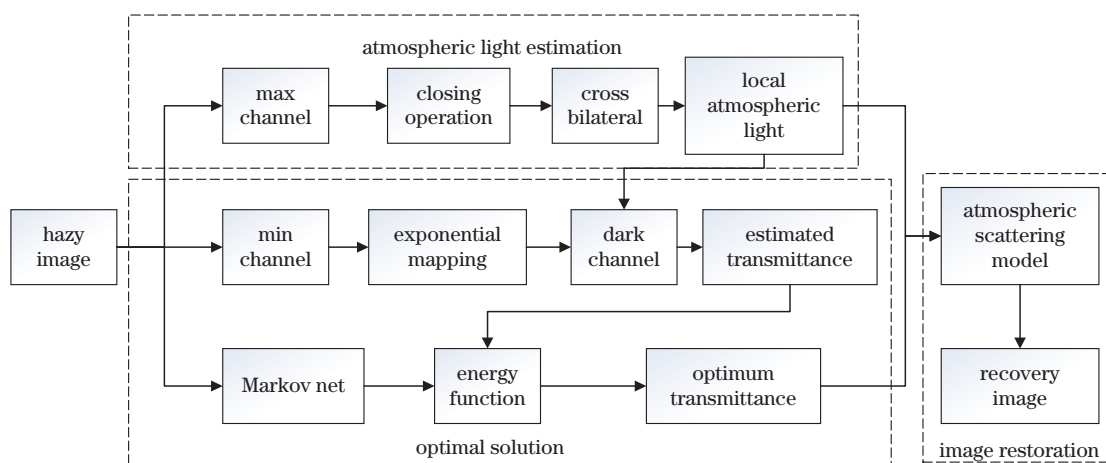 atmospheric light estimation
max
channel
closing
operation
cross
bilateral
local
atmospheric
light
hazy
image
min
channel
exponential
mapping
dark
channel
estimated
transmittance
Markov net
energy
function
optimum
transmittance
optimal solution
atmospheric
scattering
model
recovery
image
image restoration